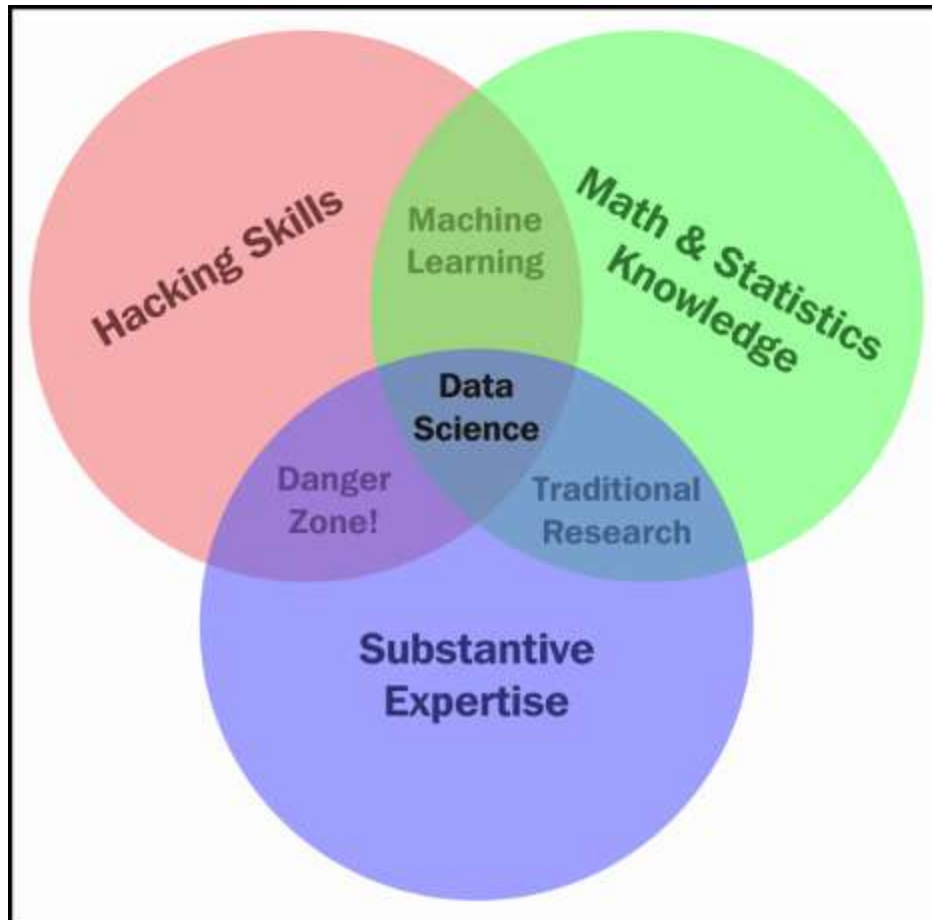 Hacking Skills
Math & Statistics
Knowledge
Machine
Learning
Data
Science
Danger
Zone!
Traditional
Research
Substantive
Expertise